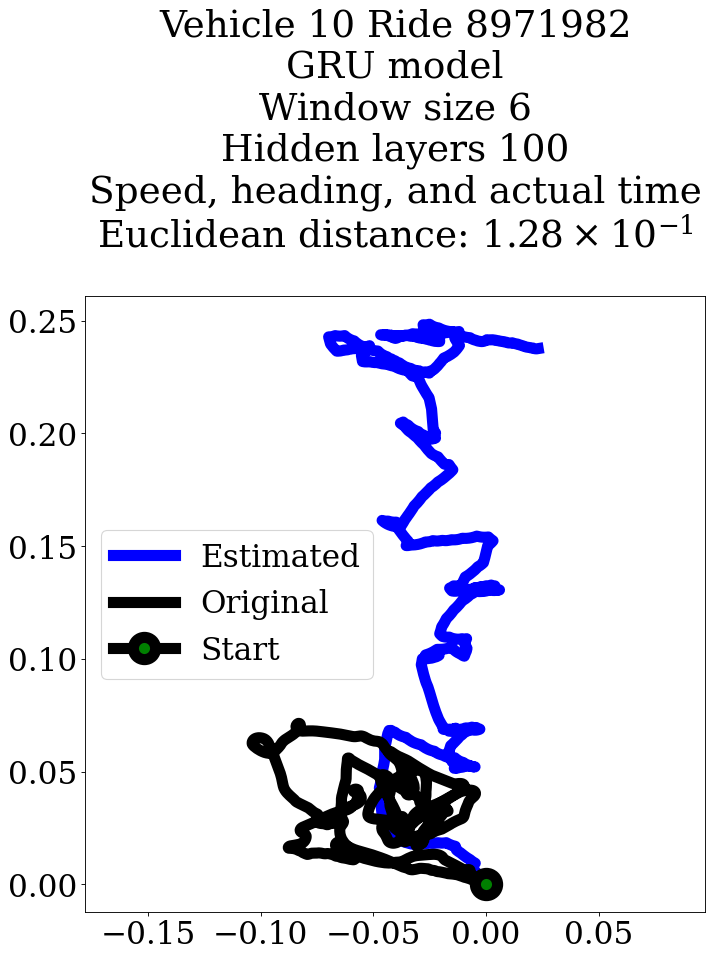 Vehicle 10 Ride 8971982
GRU model
Window size 6
Hidden layers 100
Speed, heading, and actual time
Euclidean distance: 1.28 × 10⁻¹
0.25
0.20
0.15
0.10
0.05
0.00
Estimated
Original
Start
−0.15 −0.10 −0.05 0.00 0.05